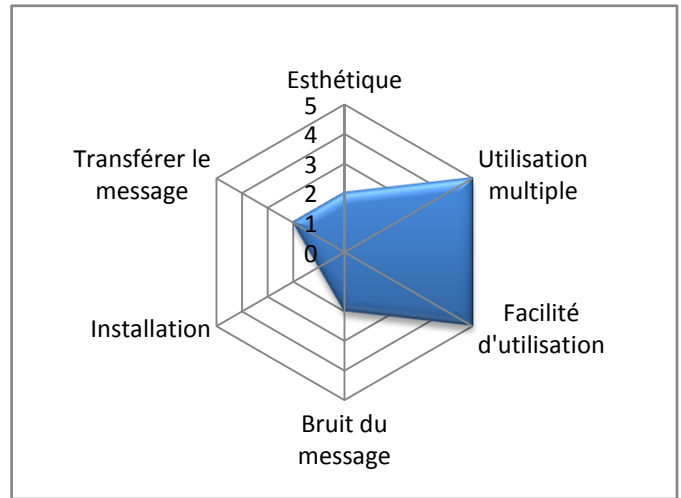 Esthétique
5
4
3
2
1
0
Utilisation
multiple
Facilité
d'utilisation
Bruit du
message
Installation
Transférer le
message